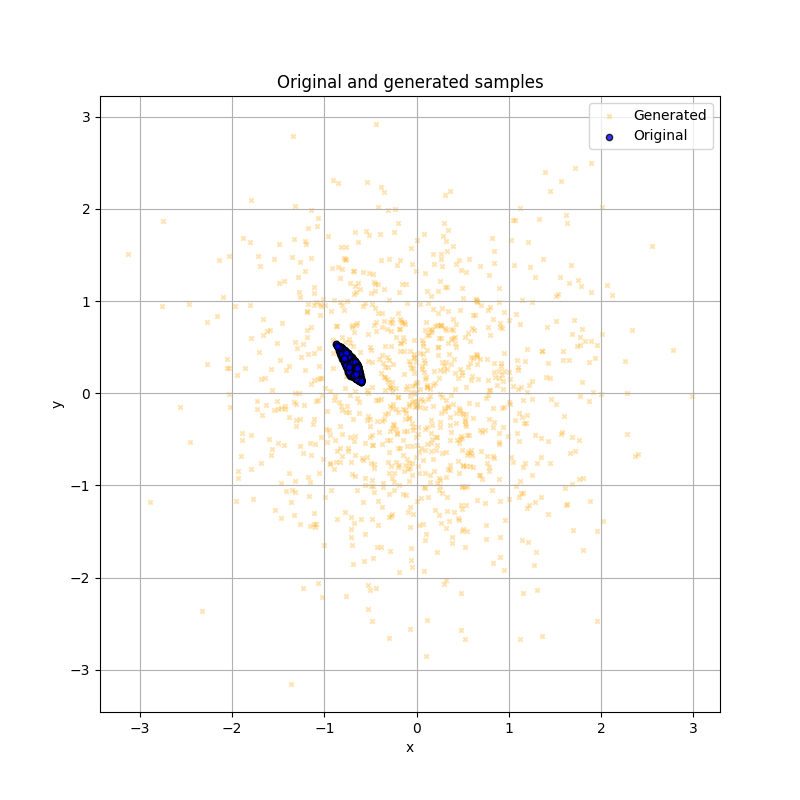 Original and generated samples
Generated
Original
3
2
1
0
−1
−2
−3
y
−3
−2
−1
0
1
2
3
x